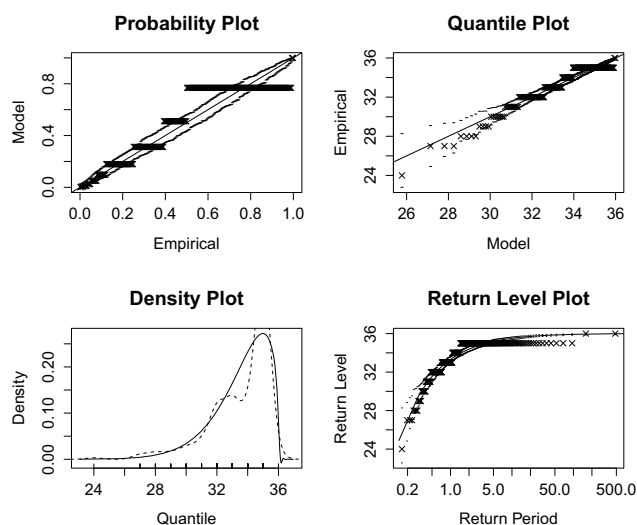 Probability Plot
Model
0.0
0.4
0.8
0.0
0.2
0.4
0.6
0.8
1.0
Empirical
Quantile Plot
Empirical
24
28
32
36
26
28
30
32
34
36
Model
Density Plot
Density
0.00
0.10
0.20
24
28
32
36
Quantile
Return Level Plot
Return Level
24
28
32
36
0.2
1.0
5.0
50.0
500.0
Return Period